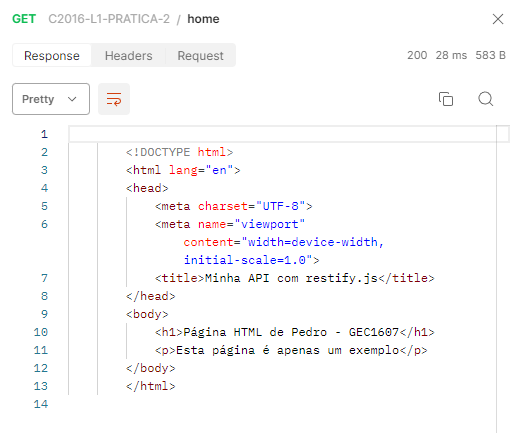 GET C2016-L1-PRATICA-2 / home
Response Headers Request 200 28 ms 583 B
Pretty
1
2 <!DOCTYPE html>
3 <html lang="en">
4 <head>
5 <meta charset="UTF-8">
6 <meta name="viewport"
content="width=device-width,
initial-scale=1.0">
7 <title>Minha API com restify.js</title>
8 </head>
9 <body>
10 <h1>Página HTML de Pedro - GEC1607</h1>
11 <p>Esta página é apenas um exemplo</p>
12 </body>
13 </html>
14